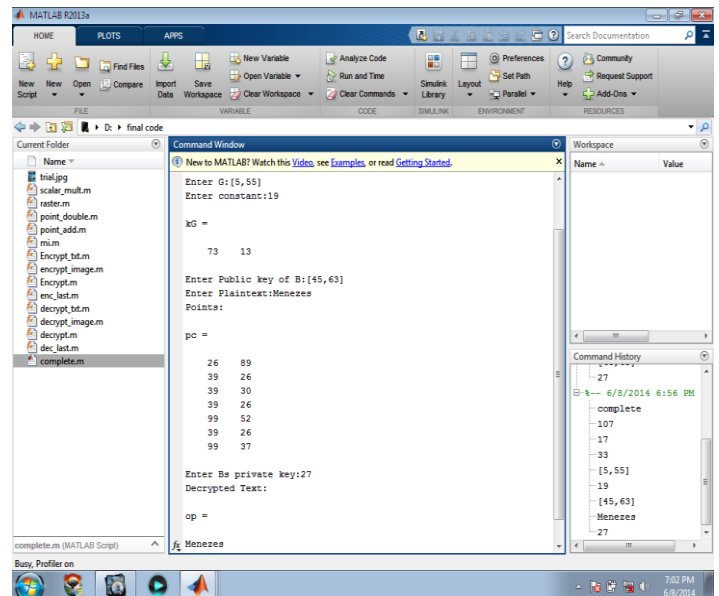 MATLAB R2013a
HOME PLOTS APPS Search Documentation
New Script
New
Open
Find Files
Compare
Import Data
Save Workspace
New Variable
Open Variable
Clear Workspace
Analyze Code
Run and Time
Clear Commands
Simulink Library
Layout
Preferences
Set Path
Parallel
Help
Community
Request Support
Add-Ons
FILE VARIABLE CODE SIMULINK ENVIRONMENT RESOURCES
D: final code
Current Folder
Name
trial.jpg
scalar_mult.m
raster.m
point_double.m
point_add.m
mi.m
Encrypt_txt.m
encrypt_image.m
Encrypt.m
enc_last.m
decrypt_txt.m
decrypt_image.m
decrypt.m
dec_last.m
complete.m
complete.m (MATLAB Script)
Command Window
New to MATLAB? Watch this Video, see Examples, or read Getting Started.
Enter G:[5,55]
Enter constant:19
kG =
73 13
Enter Public key of B:[45,63]
Enter Plaintext:Menezes
Points:
pc =
26 89
39 26
39 30
39 26
99 52
39 26
99 37
Enter Bs private key:27
Decrypted Text:
op =
fx Menezes
Workspace
Name Value
Command History
27
%-- 6/8/2014 6:56 PM
complete
107
17
33
[5,55]
19
[45,63]
Menezes
27
Busy, Profiler on
7:02 PM
6/8/2014